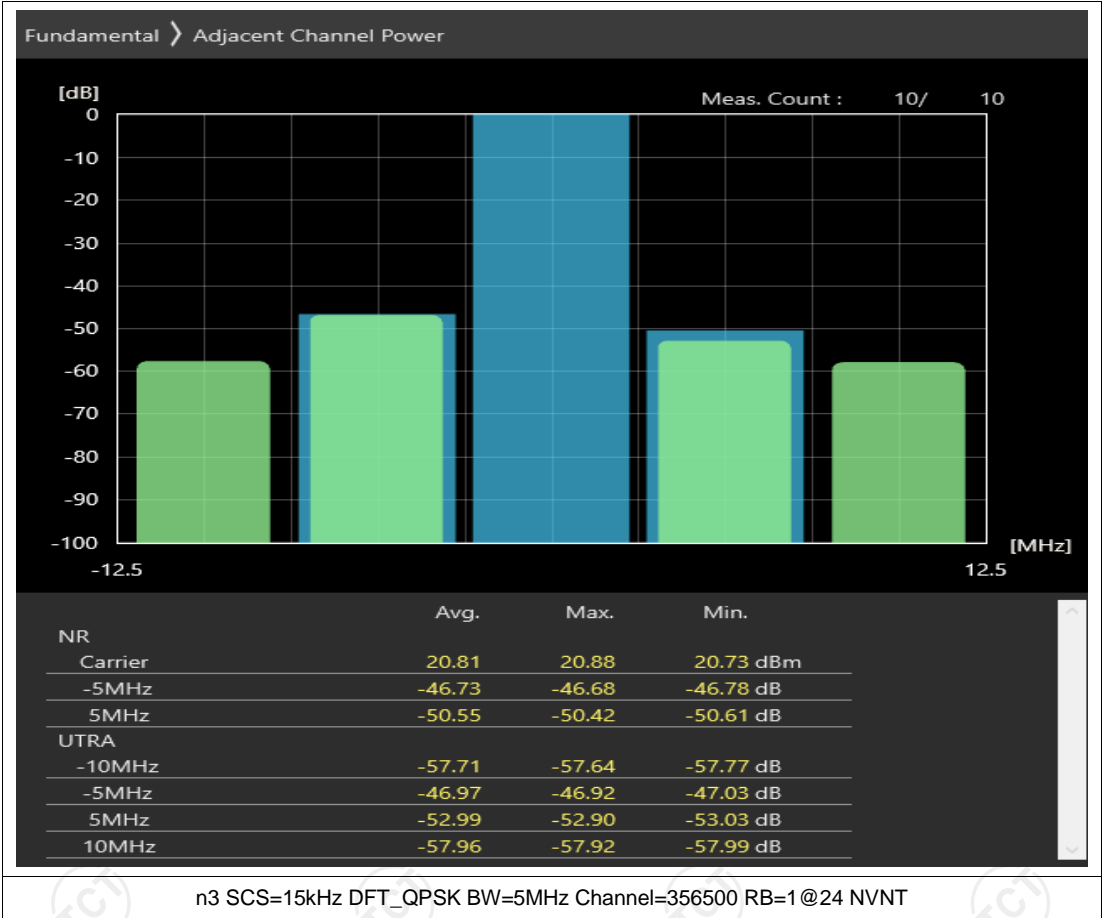 Fundamental 〉 Adjacent Channel Power
[dB]
Meas. Count : 10/ 10
0
-10
-20
-30
-40
-50
-60
-70
-80
-90
-100
[MHz]
-12.5 12.5
Avg. Max. Min.
NR
Carrier 20.81 20.88 20.73 dBm
-5MHz -46.73 -46.68 -46.78 dB
5MHz -50.55 -50.42 -50.61 dB
UTRA
-10MHz -57.71 -57.64 -57.77 dB
-5MHz -46.97 -46.92 -47.03 dB
5MHz -52.99 -52.90 -53.03 dB
10MHz -57.96 -57.92 -57.99 dB
n3 SCS=15kHz DFT_QPSK BW=5MHz Channel=356500 RB=1@24 NVNT
TCT TCT TCT TCT